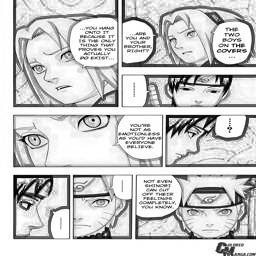 THE
TWO
BOYS
ON THE
COVERS
...
...ARE
YOU AND
YOUR
BROTHER,
RIGHT?
...YOU HANG
ONTO IT
BECAUSE IT
IS THE ONLY
THING THAT
PROVES YOU
ACTUALLY
DO EXIST...
...
?
YOU'RE
NOT AS
EMOTIONLESS
AS YOU'D
HAVE
EVERYONE
BELIEVE.
NOT EVEN
SHINOBI
CAN CUT
OFF THEIR
FEELINGS
COMPLETELY,
YOU KNOW.
......
COLORED
MANGA.COM